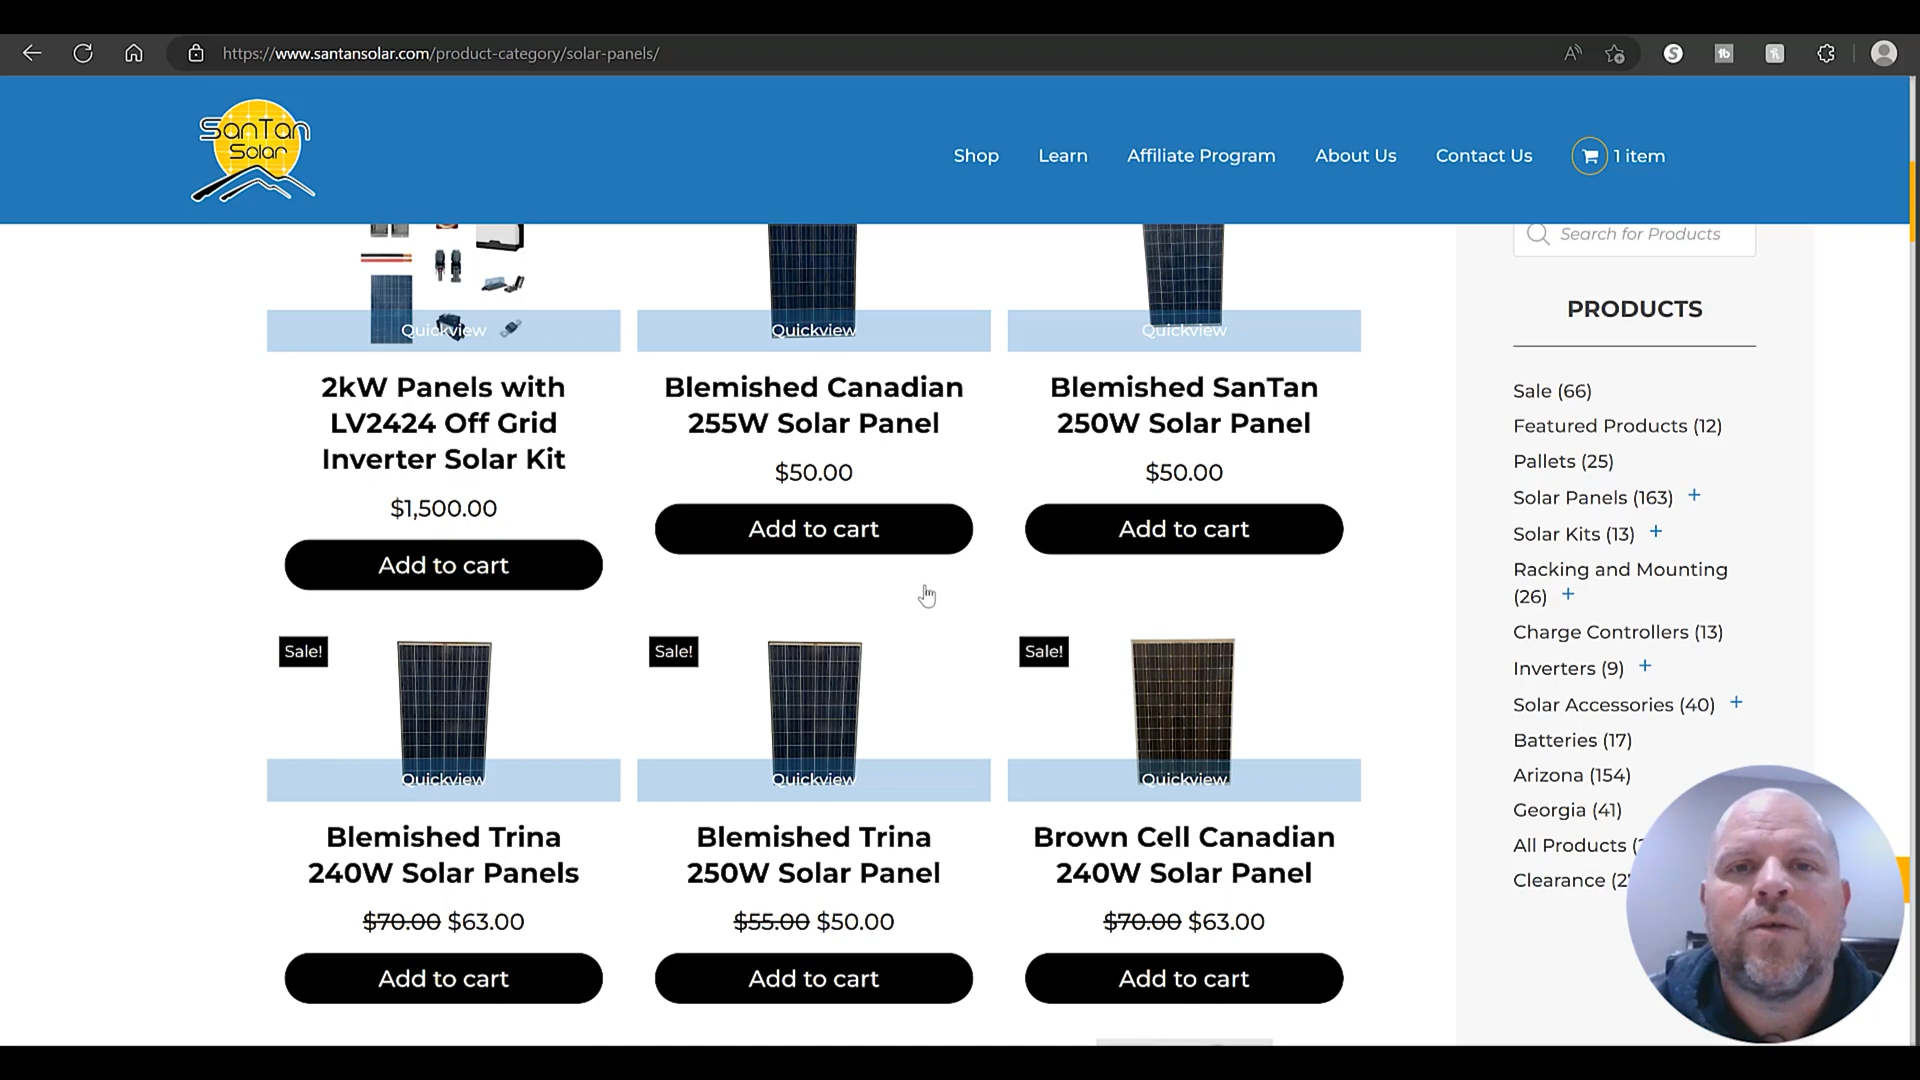 https://www.santansolar.com/product-category/solar-panels/
SanTan
Solar
Shop
Learn
Affiliate Program
About Us
Contact Us
1 item
Quickview
Quickview
Quickview
2kW Panels with
LV2424 Off Grid
Inverter Solar Kit
$1,500.00
Add to cart
Blemished Canadian
255W Solar Panel
$50.00
Add to cart
Blemished SanTan
250W Solar Panel
$50.00
Add to cart
Sale!
Quickview
Blemished Trina
240W Solar Panels
$70.00 $63.00
Add to cart
Sale!
Quickview
Blemished Trina
250W Solar Panel
$55.00 $50.00
Add to cart
Sale!
Quickview
Brown Cell Canadian
240W Solar Panel
$70.00 $63.00
Add to cart
Search for Products
PRODUCTS
Sale (66)
Featured Products (12)
Pallets (25)
Solar Panels (163) +
Solar Kits (13) +
Racking and Mounting
(26) +
Charge Controllers (13)
Inverters (9) +
Solar Accessories (40) +
Batteries (17)
Arizona (154)
Georgia (41)
All Products
Clearance